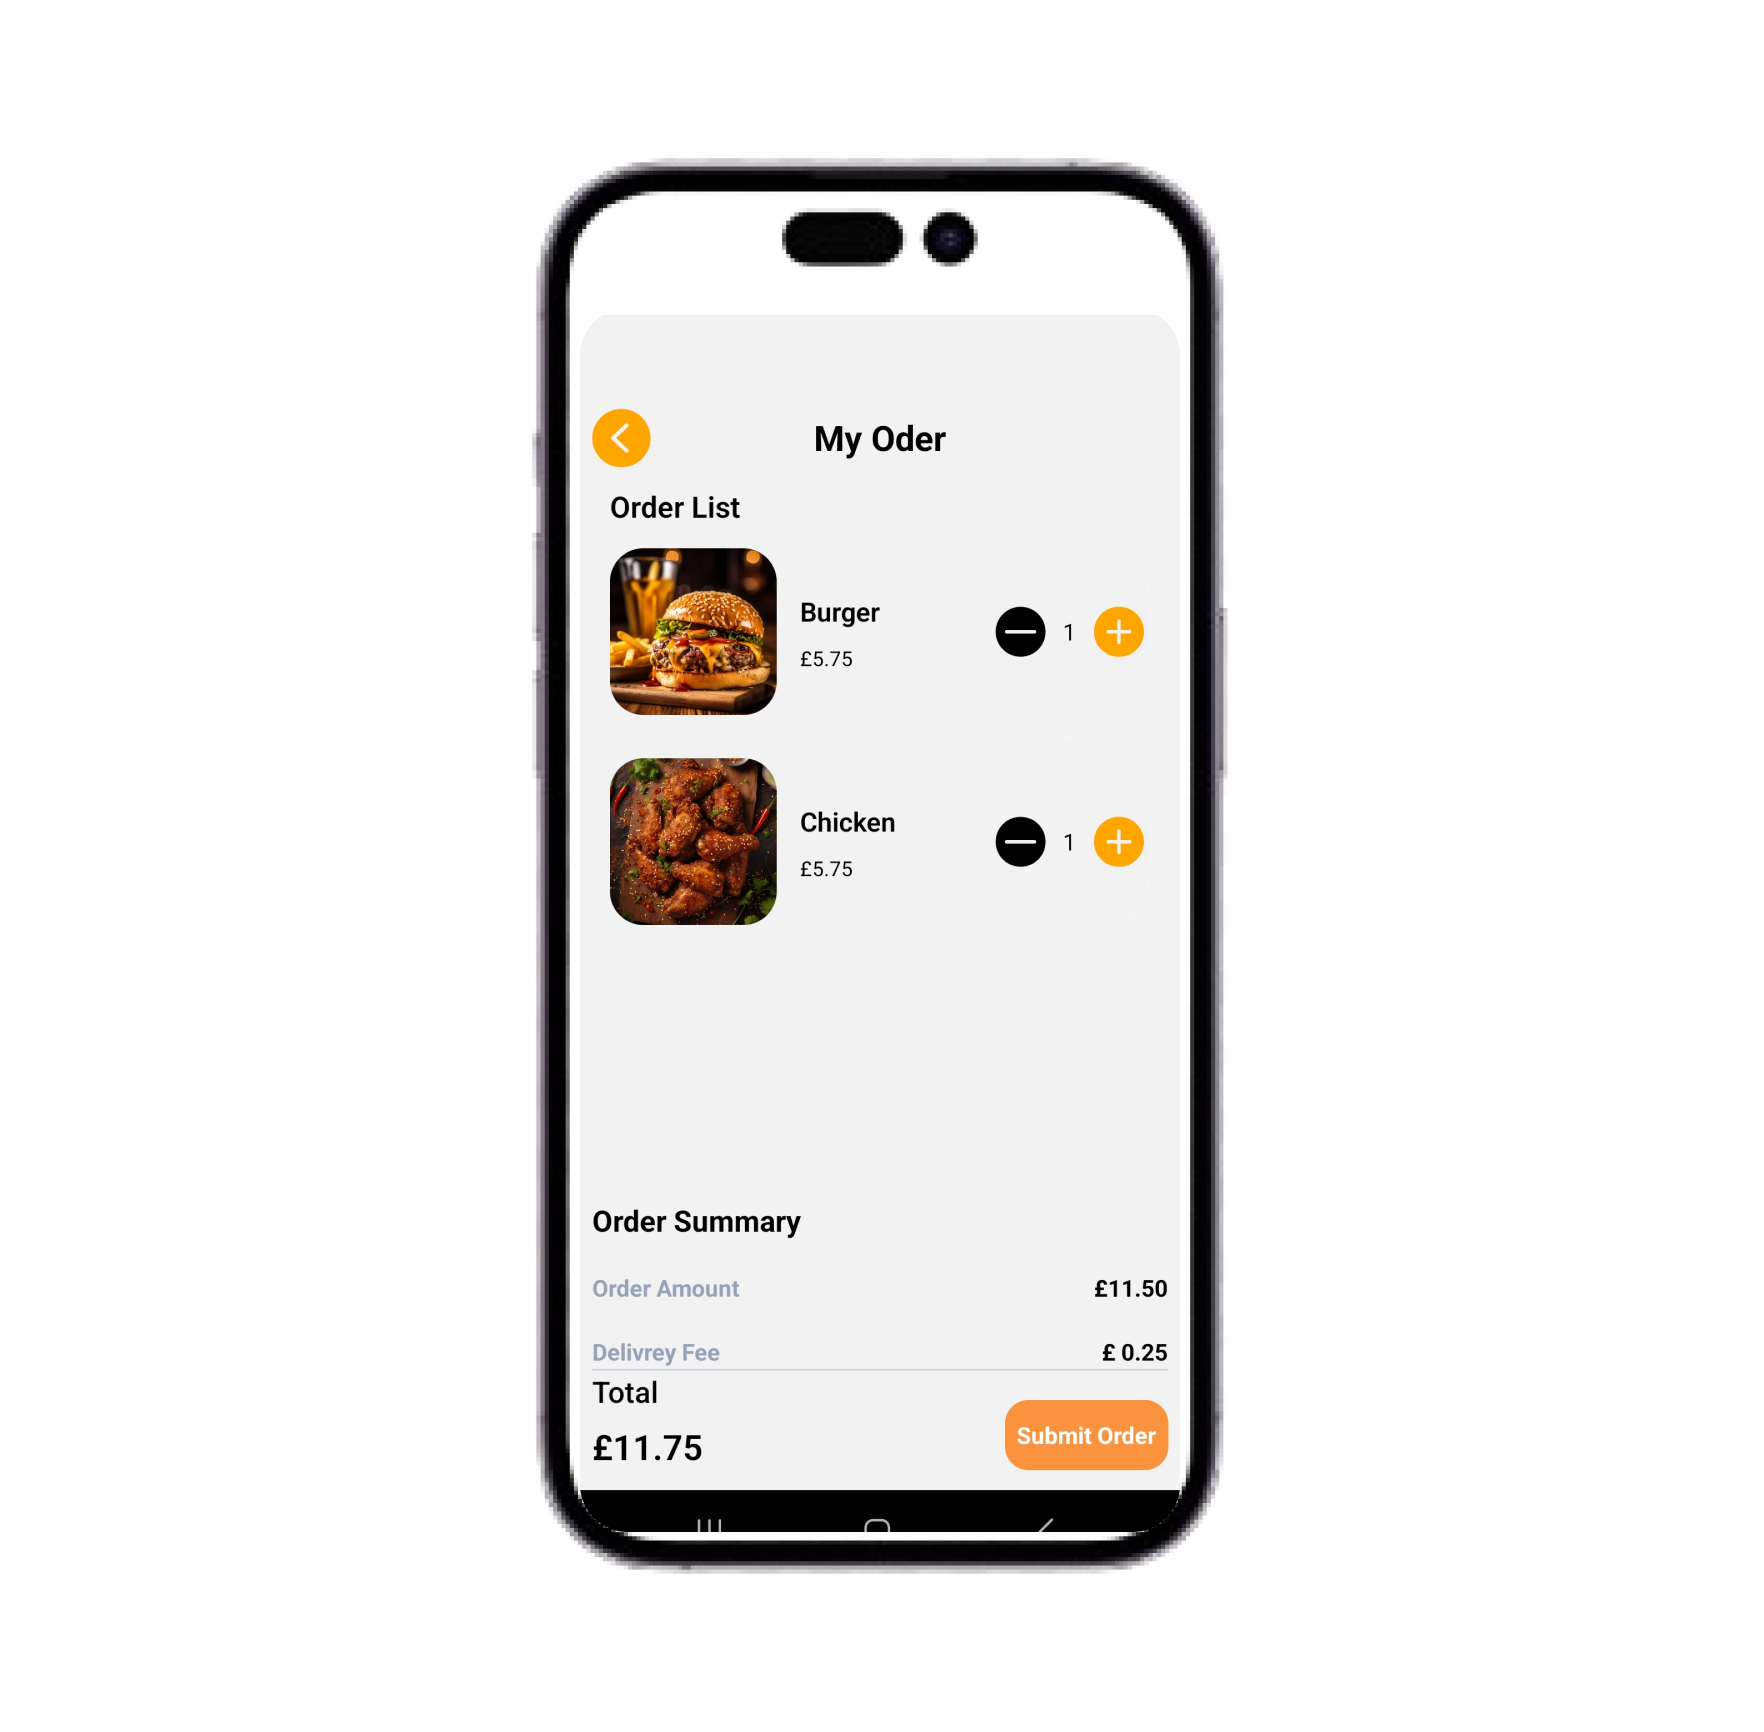 My Oder
Order List
Burger
£5.75
1
Chicken
£5.75
1
Order Summary
Order Amount £11.50
Delivrey Fee £ 0.25
Total
£11.75
Submit Order